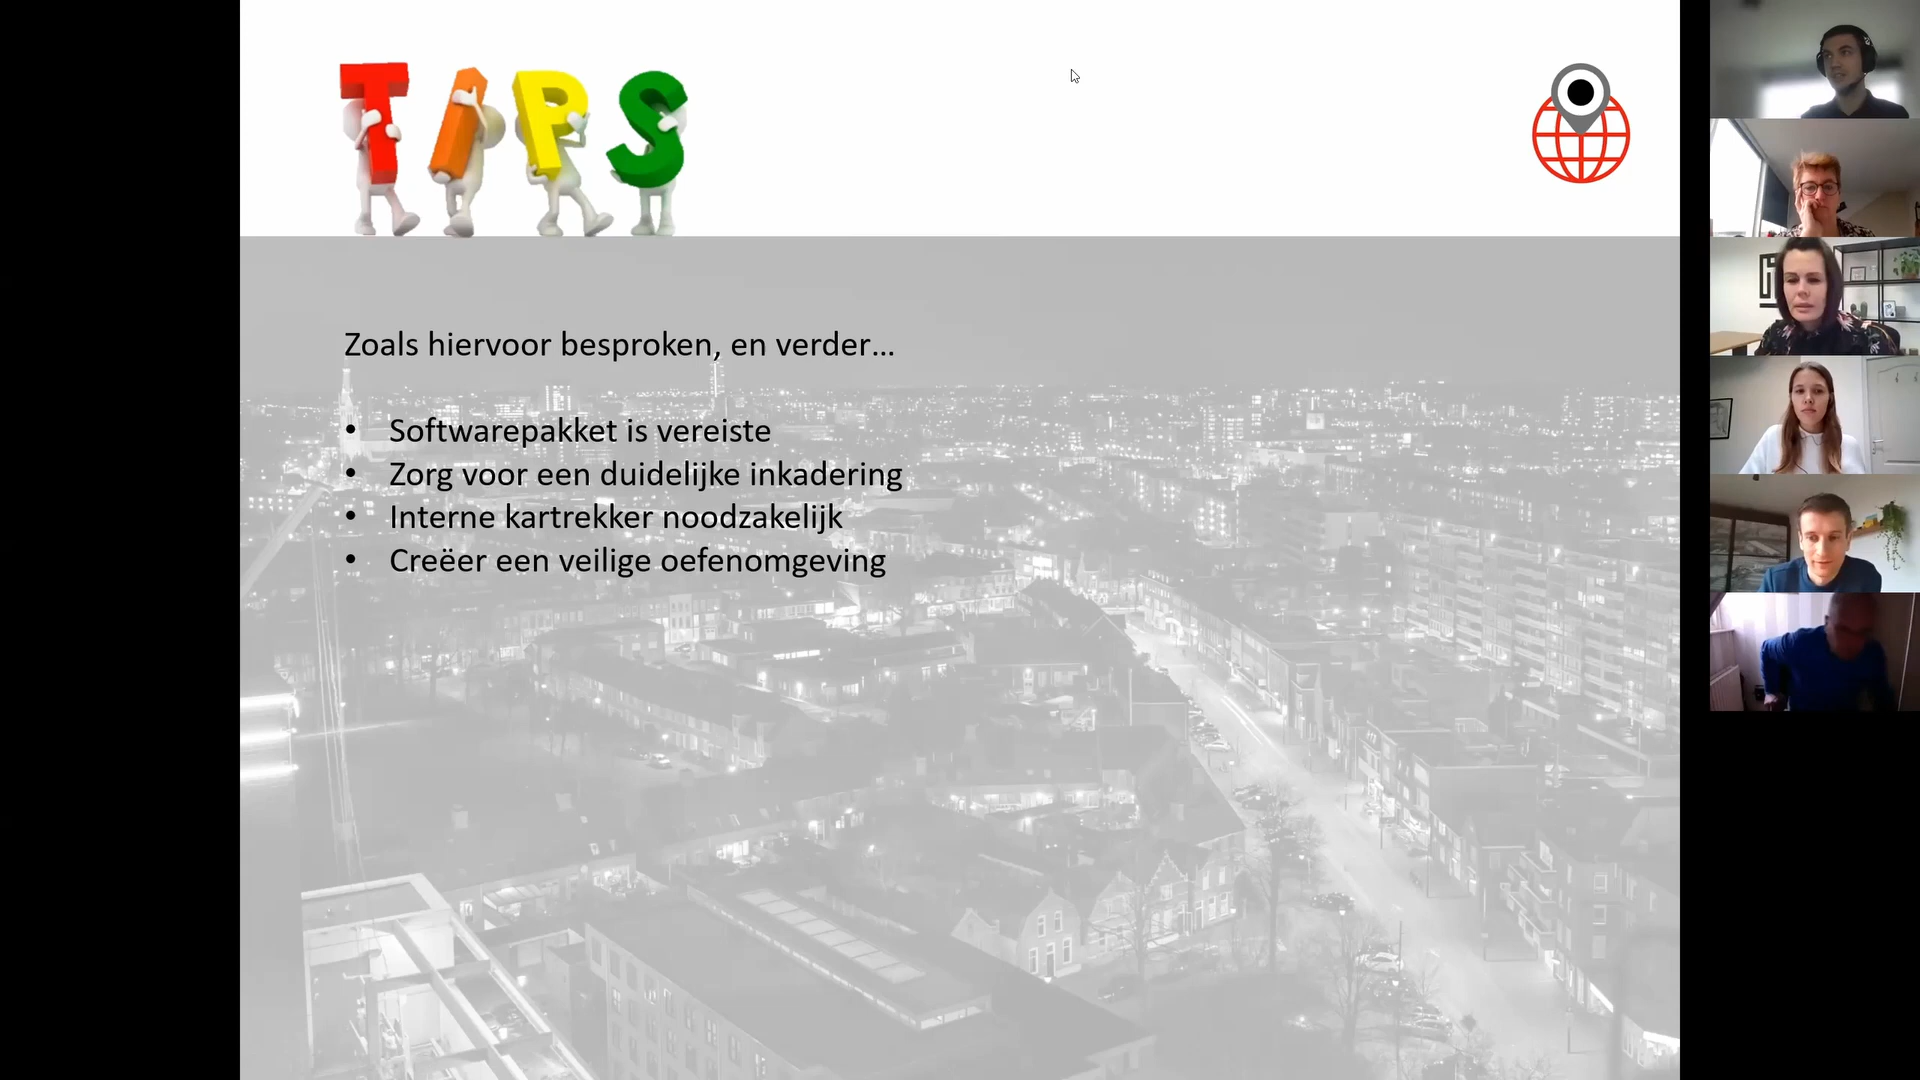 TIPS
Zoals hiervoor besproken, en verder...
• Softwarepakket is vereiste
• Zorg voor een duidelijke inkadering
• Interne kartrekker noodzakelijk
• Creëer een veilige oefenomgeving